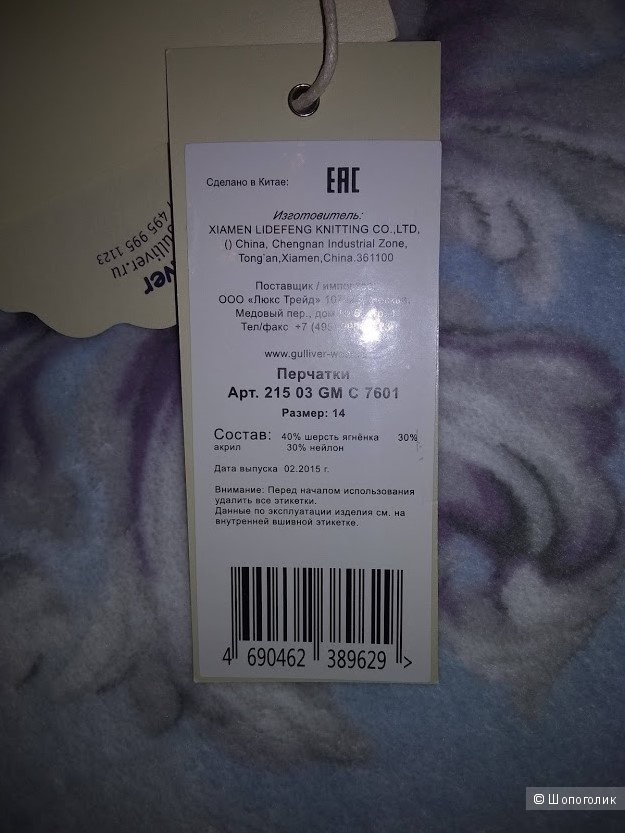 Сделано в Китае: EAC
Изготовитель:
XIAMEN LIDEFENG KNITTING CO.,LTD,
() China, Chengnan Industrial Zone,
Tong'an,Xiamen,China.361100
Поставщик /
ООО «Люкс Трейд»
Медовый пер., дом
Тел/факс +7 (495)
www.gulliver-
Перчатки
Арт. 215 03 GM C 7601
Размер: 14
Состав: 40% шерсть ягнёнка 30%
акрил 30% нейлон
Дата выпуска 02.2015 г.
Внимание: Перед началом использования
удалить все этикетки.
Данные по эксплуатации изделия см. на
внутренней вшивной этикетке.
4 690462 389629 >
495 995 1123
gulliver.ru
© Шопоголик